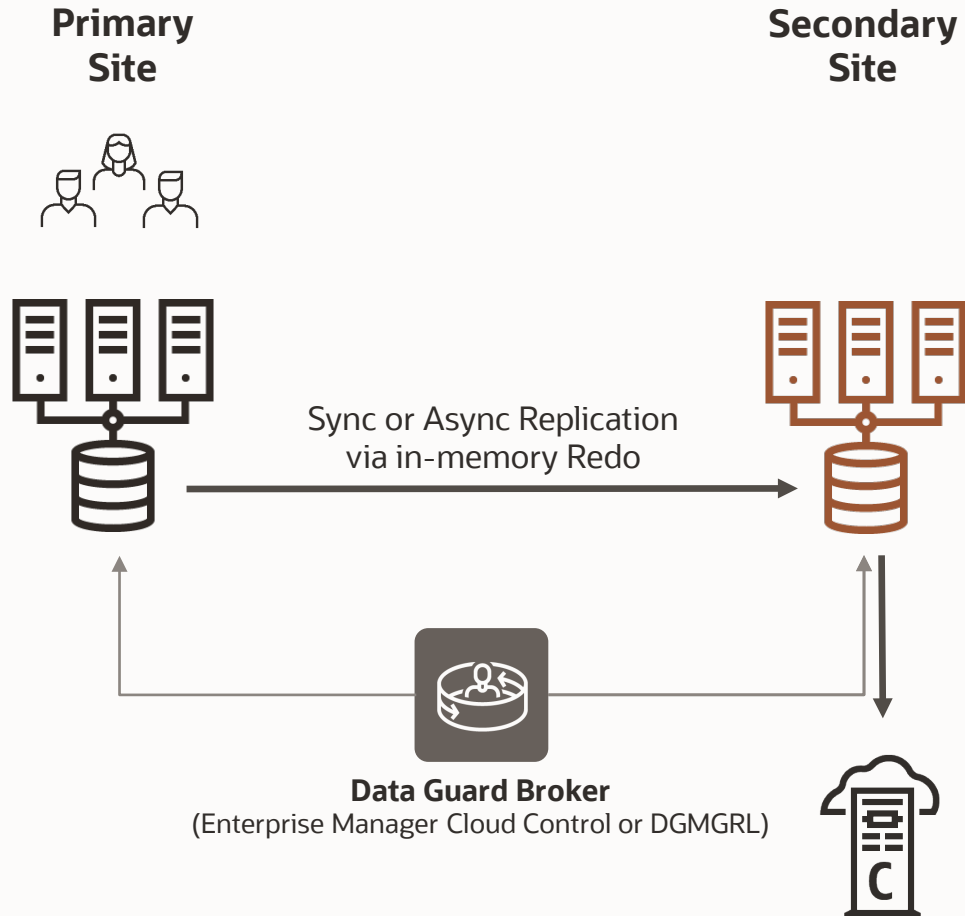 Primary
Site
Secondary
Site
Sync or Async Replication
via in-memory Redo
Data Guard Broker
(Enterprise Manager Cloud Control or DGMGRL)
C